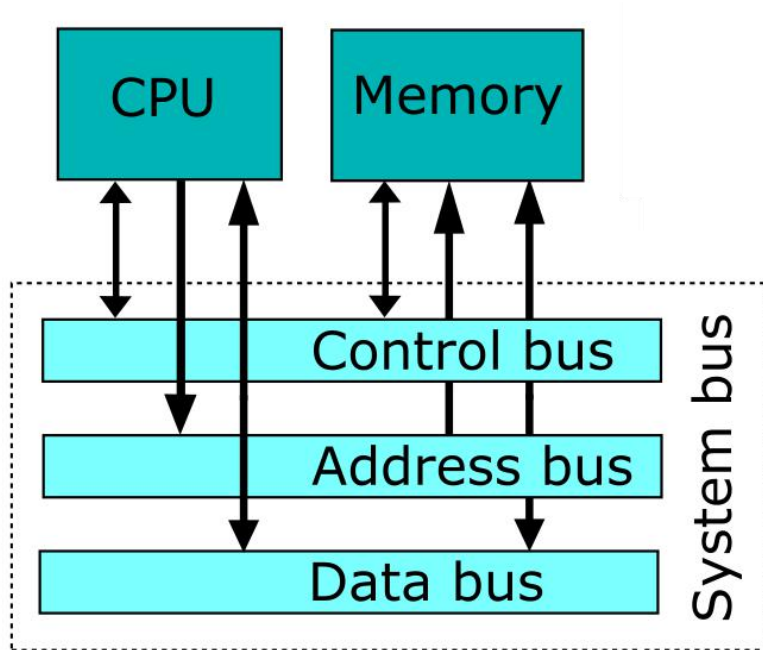 CPU
Memory
Control bus
Address bus
Data bus
System bus